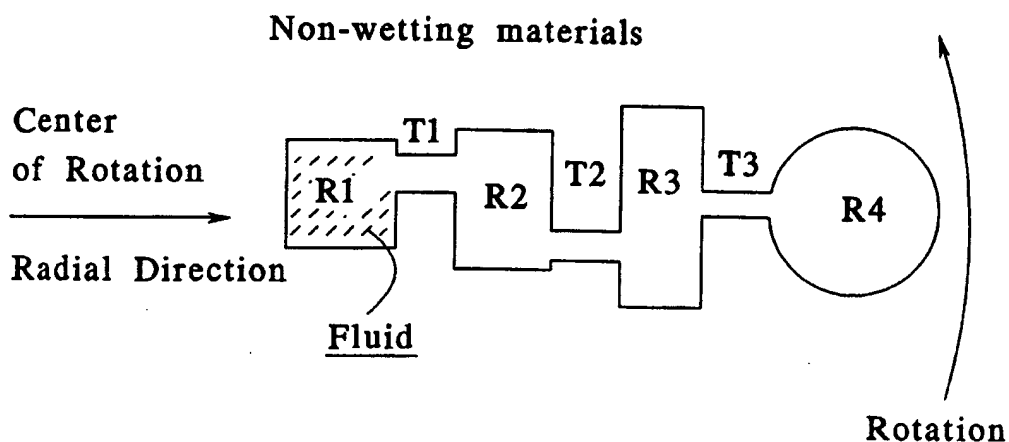 Non-wetting materials
Center
of Rotation
Radial Direction
T1
T2
T3
R1
R2
R3
R4
Fluid
Rotation